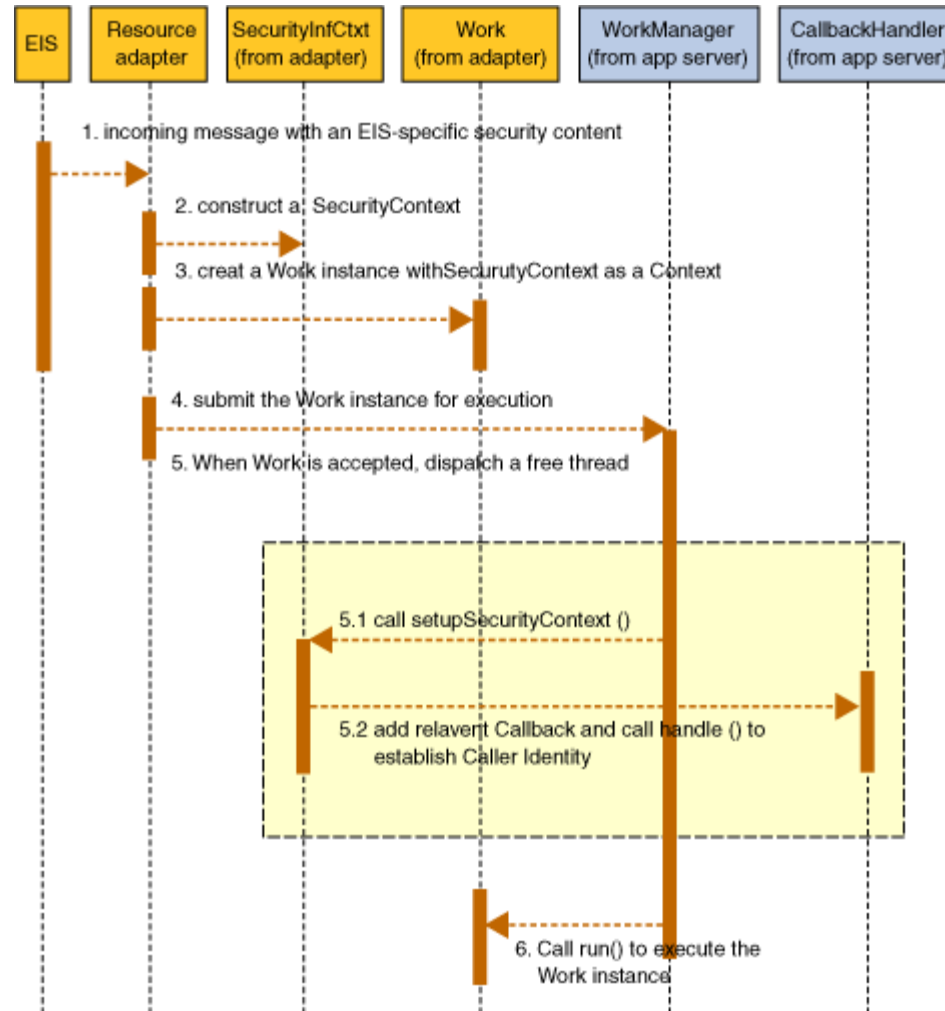 EIS
Resource
adapter
SecurityInfCtxt
(from adapter)
Work
(from adapter)
WorkManager
(from app server)
CallbackHandler
(from app server)
1. incoming message with an EIS-specific security content
2. construct a SecurityContext
3. creat a Work instance withSecurutyContext as a Context
4. submit the Work instance for execution
5. When Work is accepted, dispatch a free thread
5.1 call setupSecurityContext ()
5.2 add relavent Callback and call handle () to
establish Caller Identity
6. Call run() to execute the
Work instance